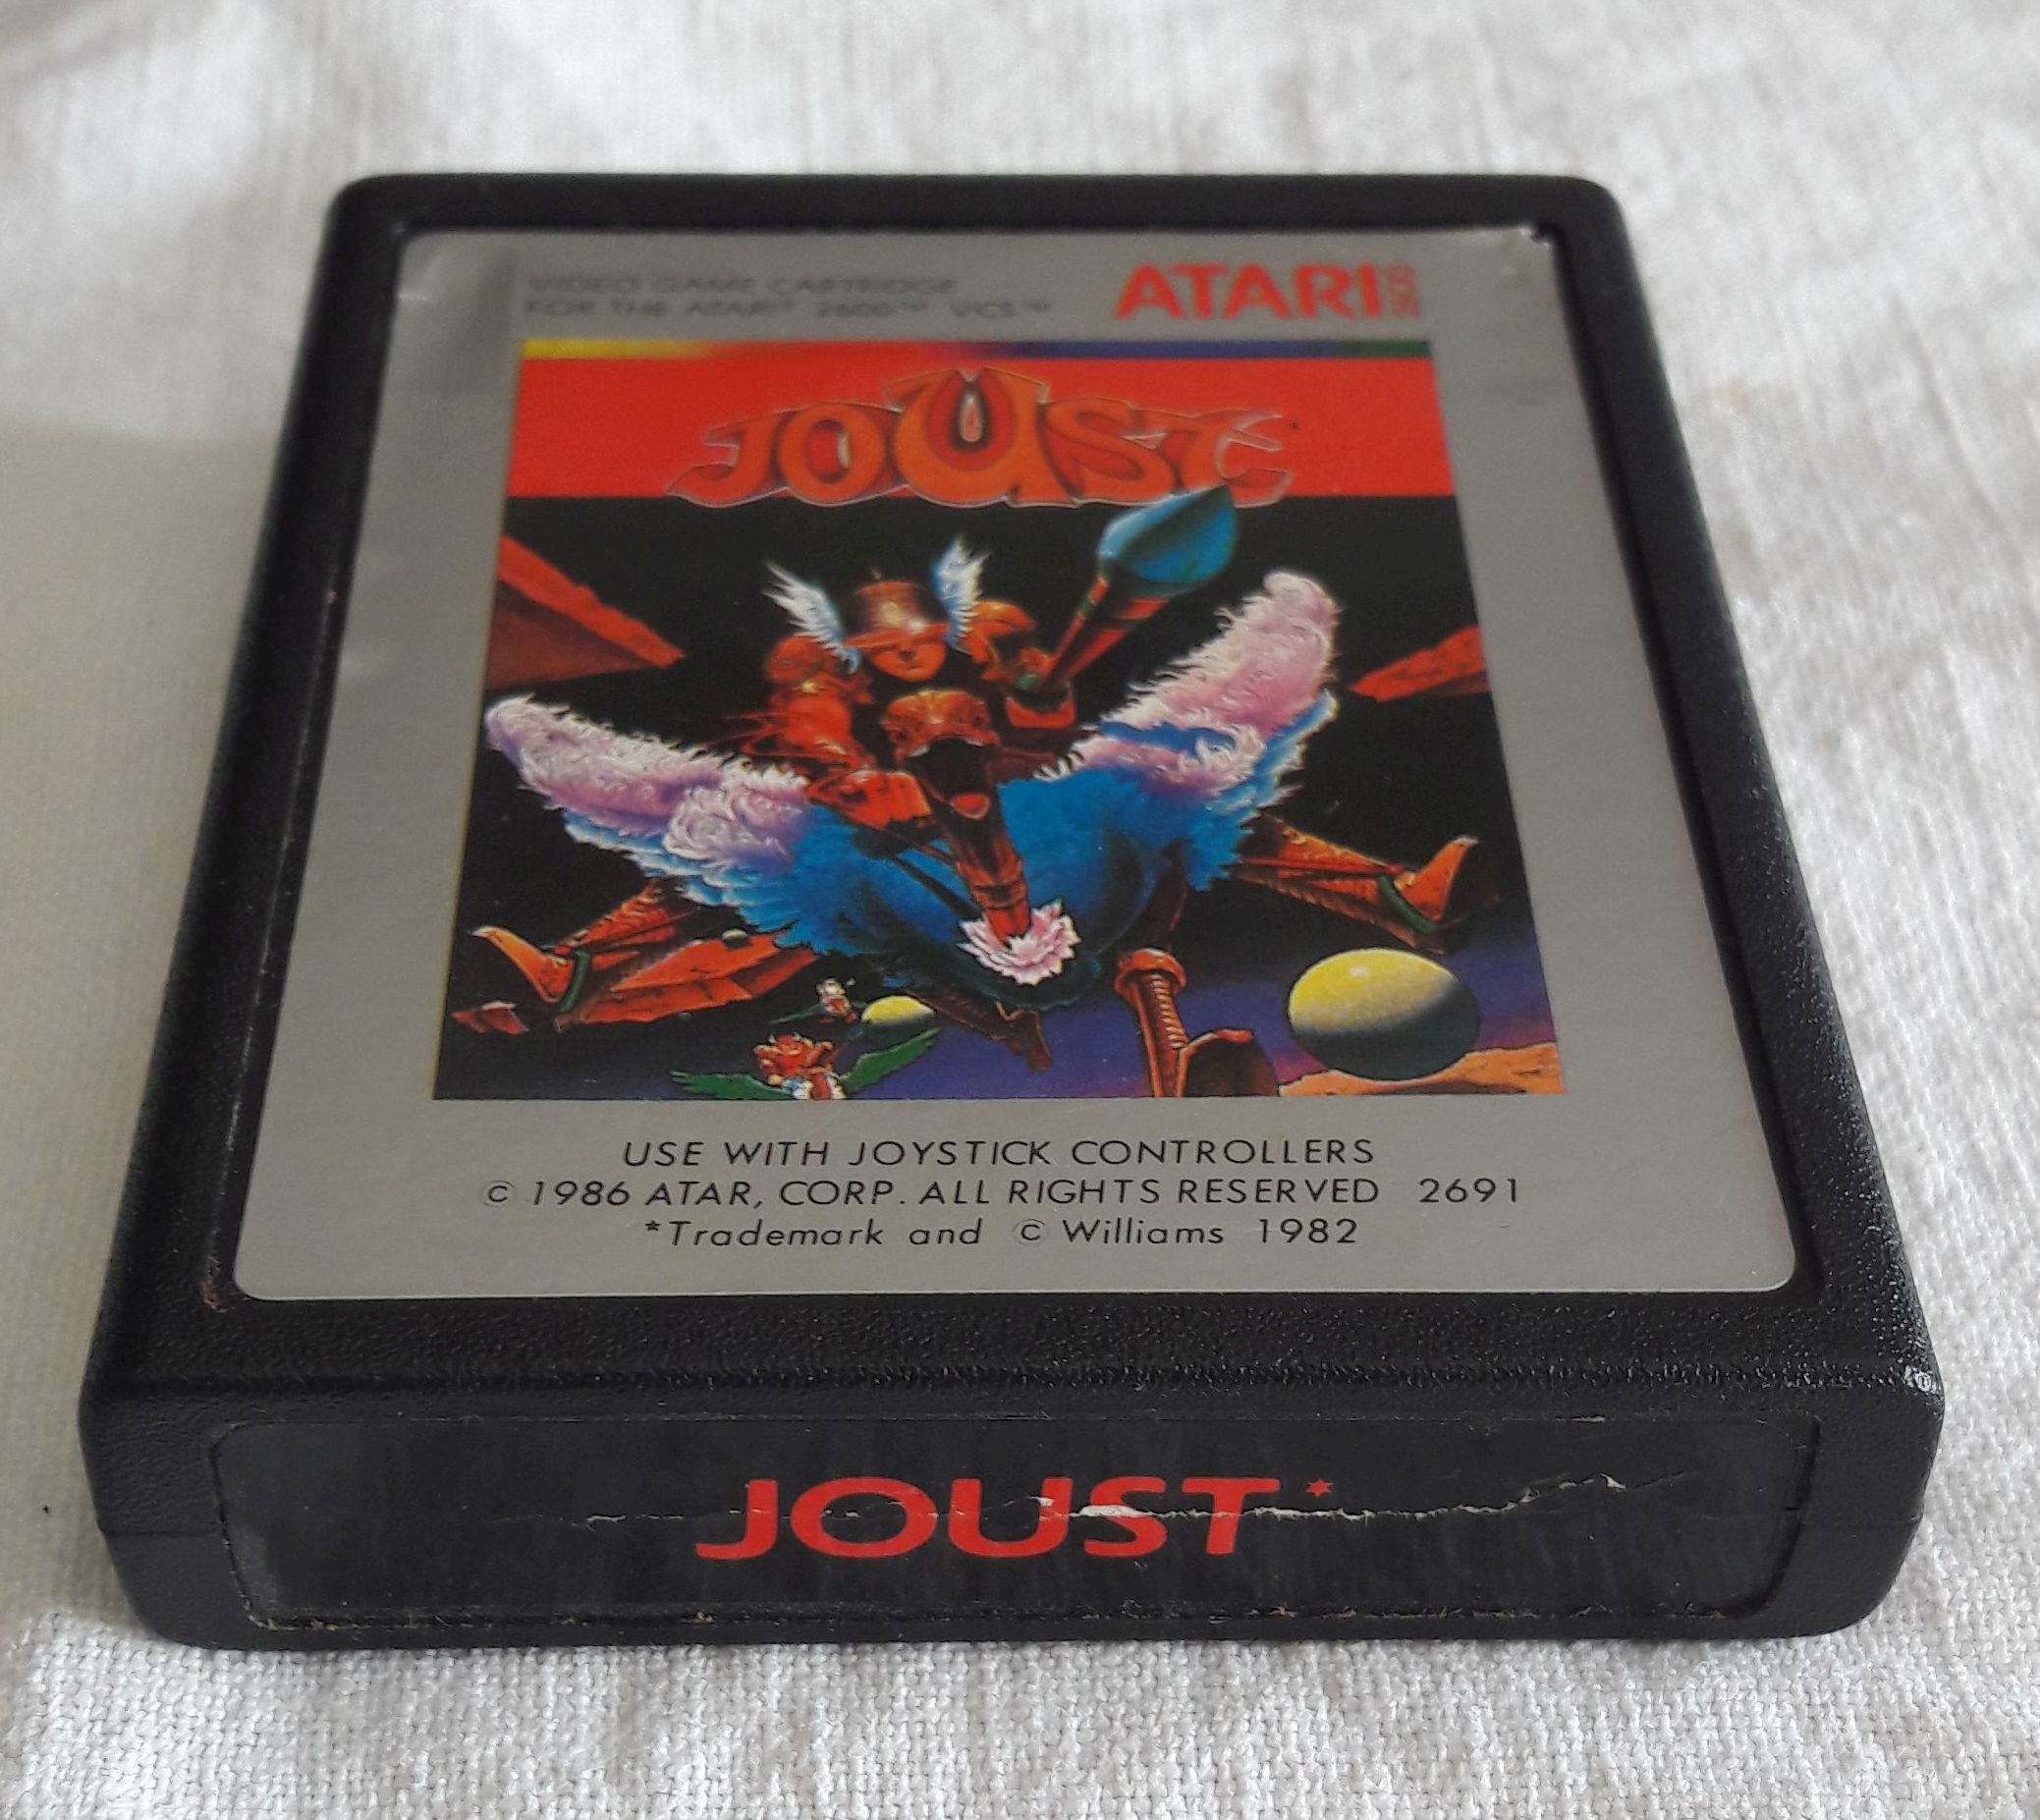 VIDEO GAME CARTRIDGE
FOR THE ATARI® 2600™ VCS™
ATARI 2600
JOUST
USE WITH JOYSTICK CONTROLLERS
© 1986 ATAR, CORP. ALL RIGHTS RESERVED 2691
*Trademark and © Williams 1982
JOUST*